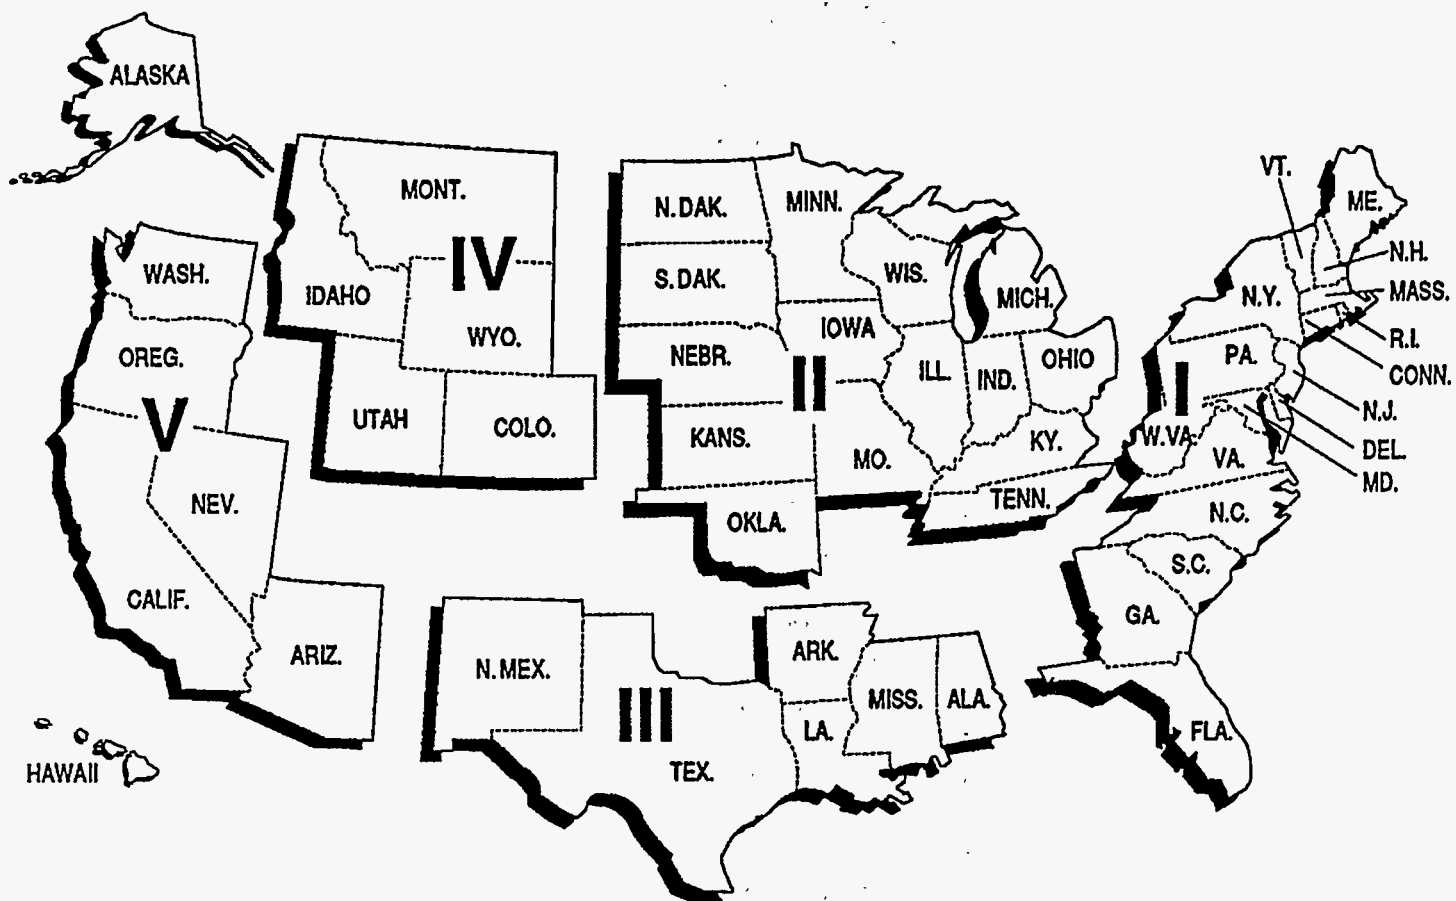 ALASKA
MONT.
IV
IDAHO
WYO.
UTAH
COLO.
WASH.
OREG.
V
NEV.
CALIF.
ARIZ.
HAWAII
N. DAK.
MINN.
S. DAK.
WIS.
MICH.
IOWA
NEBR.
II
ILL.
IND.
OHIO
KANS.
MO.
KY.
TENN.
OKLA.
N. MEX.
III
TEX.
ARK.
LA.
MISS.
ALA.
VT.
ME.
N.H.
MASS.
N.Y.
R.I.
CONN.
PA.
I
N.J.
DEL.
MD.
W.VA.
VA.
N.C.
S.C.
GA.
FLA.